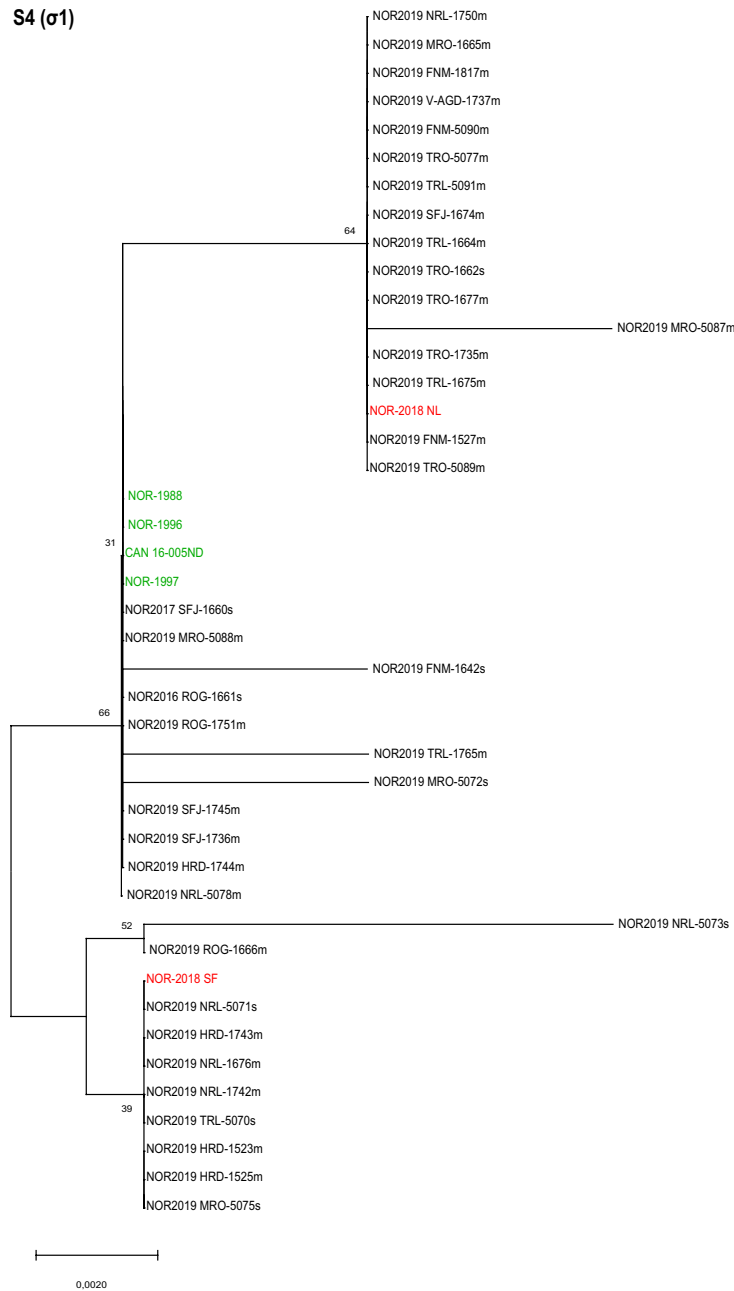 S4 (σ1)
NOR2019 NRL-1750m
NOR2019 MRO-1665m
NOR2019 FNM-1817m
NOR2019 V-AGD-1737m
NOR2019 FNM-5090m
NOR2019 TRO-5077m
NOR2019 TRL-5091m
NOR2019 SFJ-1674m
64
NOR2019 TRL-1664m
NOR2019 TRO-1662s
NOR2019 TRO-1677m
NOR2019 MRO-5087m
NOR2019 TRO-1735m
NOR2019 TRL-1675m
NOR-2018 NL
NOR2019 FNM-1527m
NOR2019 TRO-5089m
NOR-1988
NOR-1996
31
CAN 16-005ND
NOR-1997
NOR2017 SFJ-1660s
NOR2019 MRO-5088m
NOR2019 FNM-1642s
NOR2016 ROG-1661s
66
NOR2019 ROG-1751m
NOR2019 TRL-1765m
NOR2019 MRO-5072s
NOR2019 SFJ-1745m
NOR2019 SFJ-1736m
NOR2019 HRD-1744m
NOR2019 NRL-5078m
52
NOR2019 NRL-5073s
NOR2019 ROG-1666m
NOR-2018 SF
NOR2019 NRL-5071s
NOR2019 HRD-1743m
NOR2019 NRL-1676m
NOR2019 NRL-1742m
39
NOR2019 TRL-5070s
NOR2019 HRD-1523m
NOR2019 HRD-1525m
NOR2019 MRO-5075s
0,0020